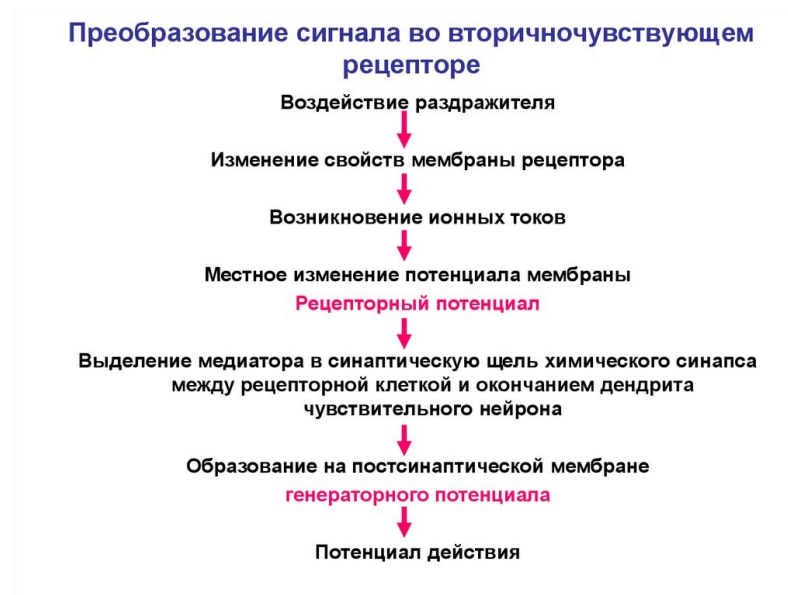 Преобразование сигнала во вторичночувствующем
рецепторе
Воздействие раздражителя
Изменение свойств мембраны рецептора
Возникновение ионных токов
Местное изменение потенциала мембраны
Рецепторный потенциал
Выделение медиатора в синаптическую щель химического синапса
между рецепторной клеткой и окончанием дендрита
чувствительного нейрона
Образование на постсинаптической мембране
генераторного потенциала
Потенциал действия